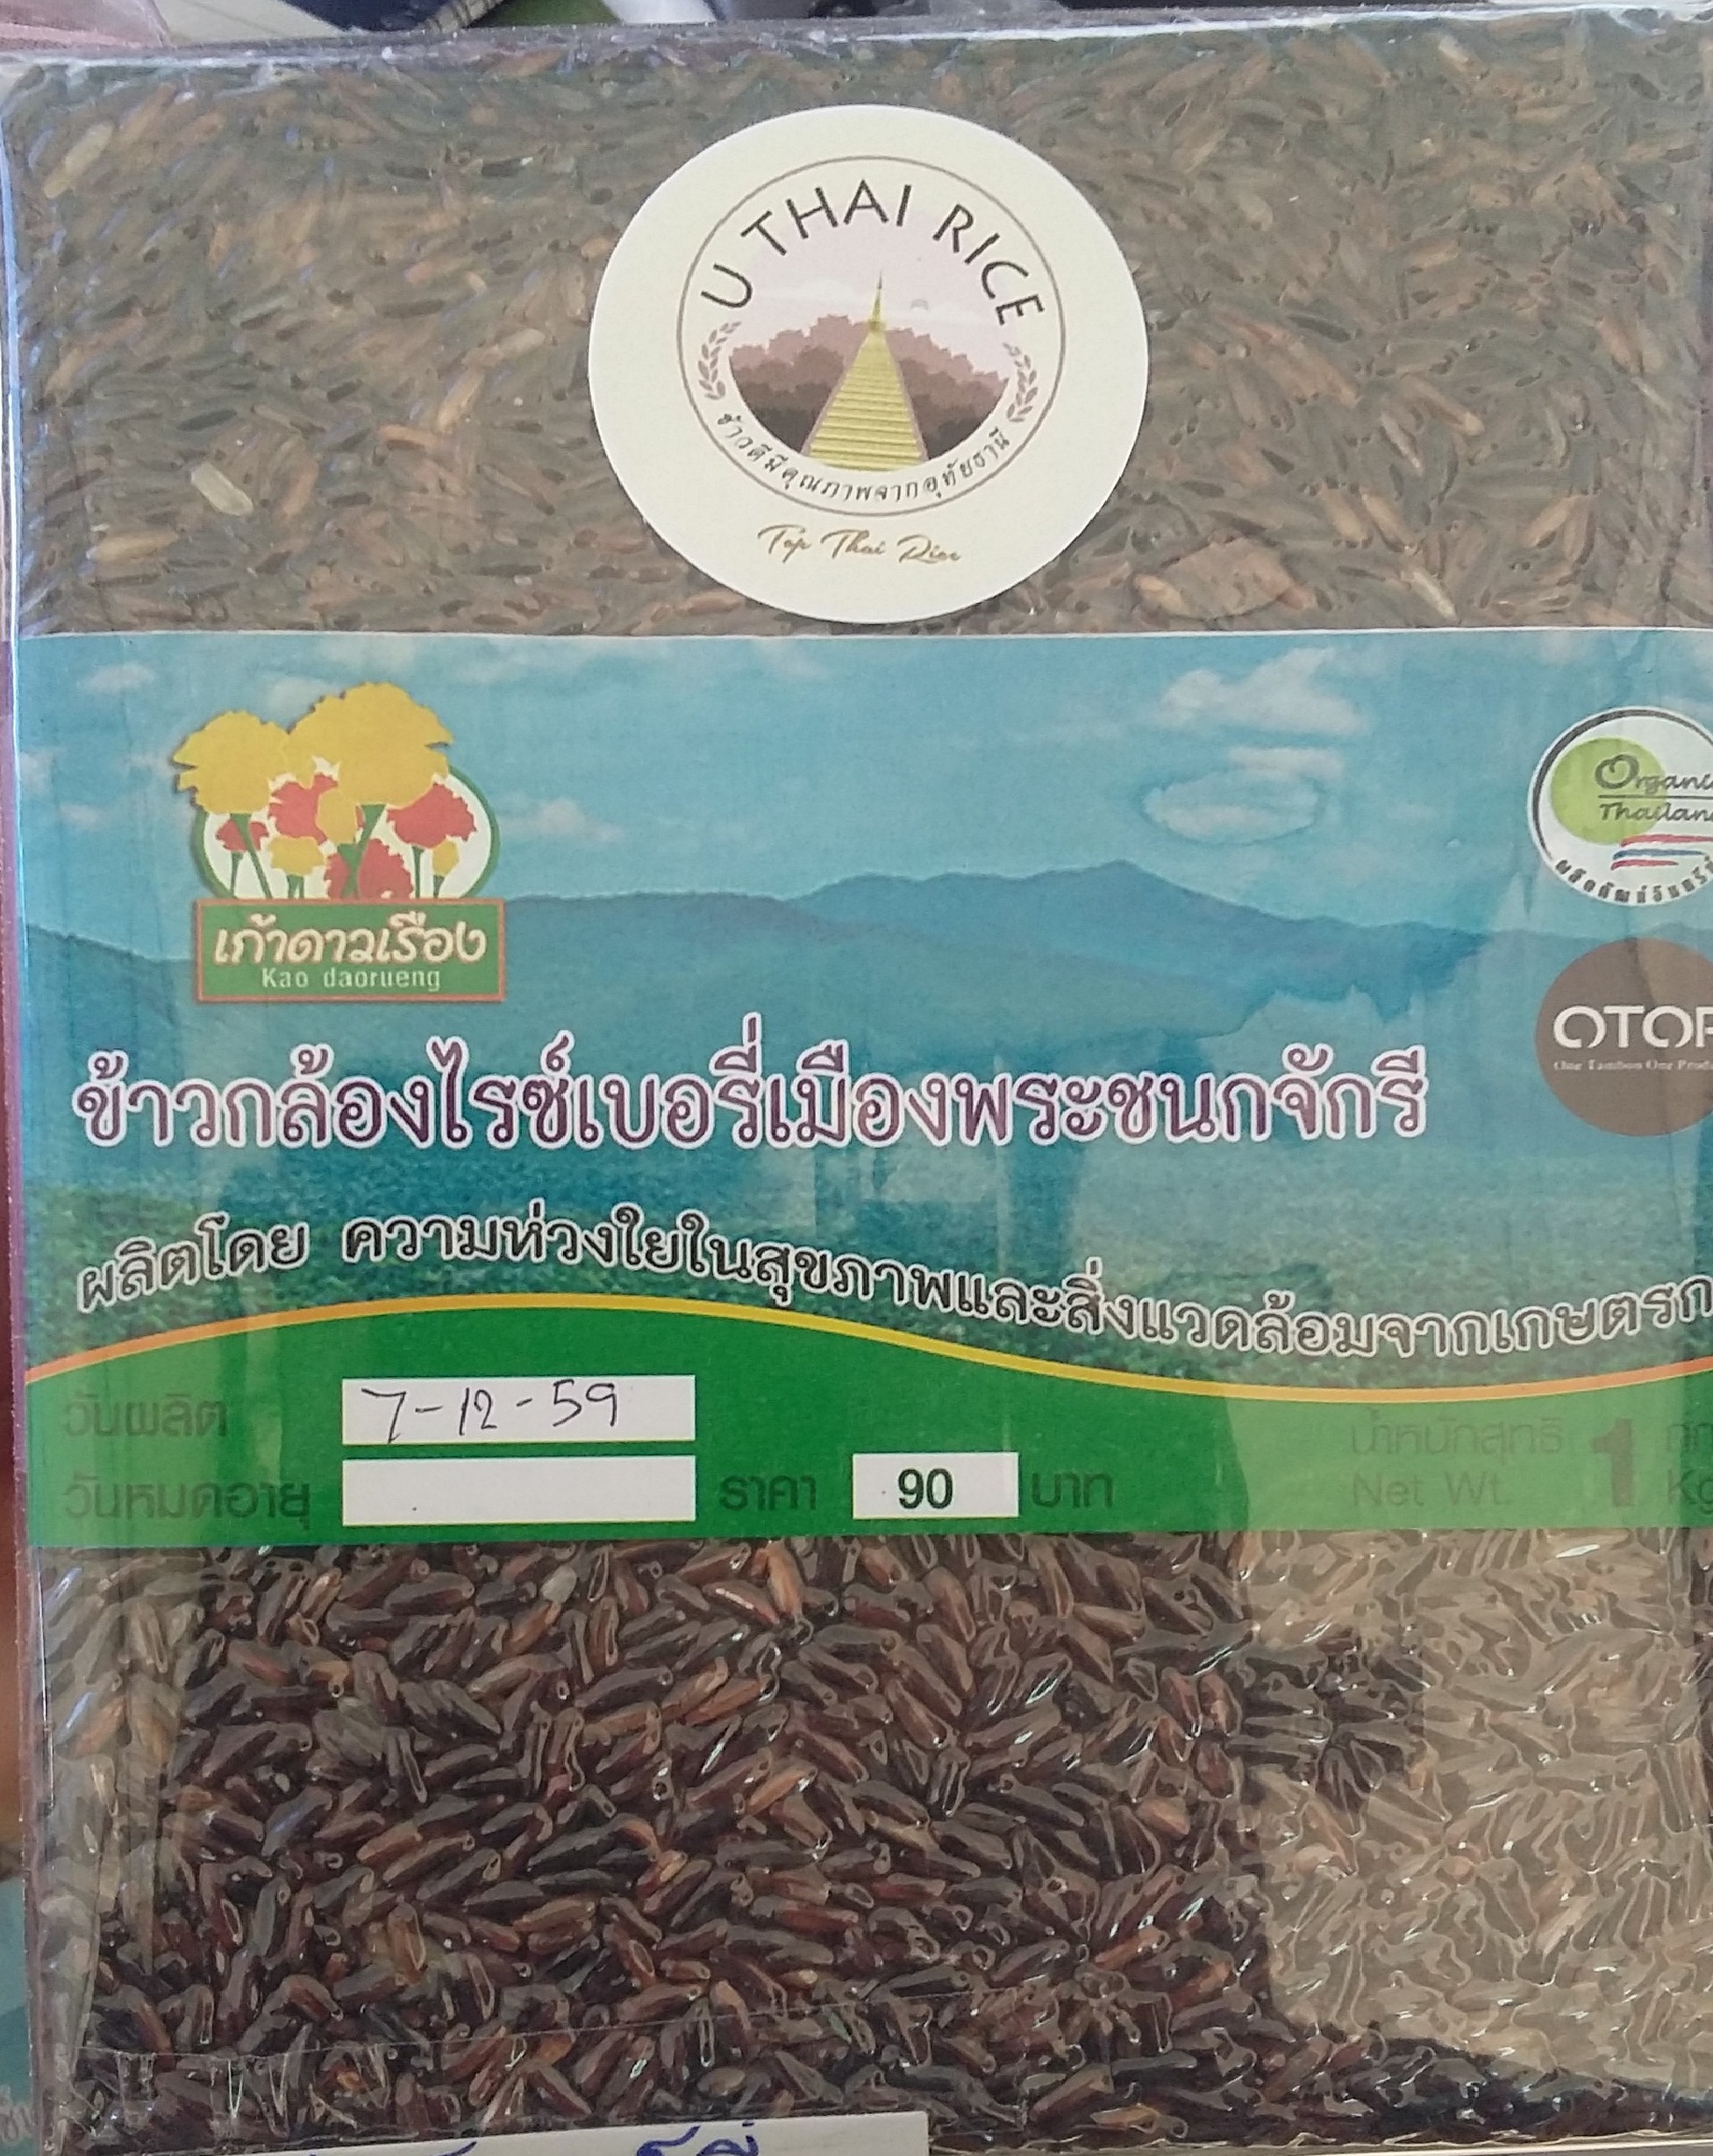 U THAI RICE
ข้าวดีมีคุณภาพจากอุทัยธานี
Top Thai Rice
Organic
Thailand
เก้าดาวเรือง
Kao daorueng
OTOP
One Tambon One
ข้าวกล้องไรซ์เบอรี่เมืองพระชนกจักรี
ผลิตโดย ความห่วงใยในสุขภาพและสิ่งแวดล้อมจากเกษตรก
วันผลิต 7-12-59
น้ำหนักสุทธิ 1
วันหมดอายุ ราคา 90 บาท
Net Wt. Kg